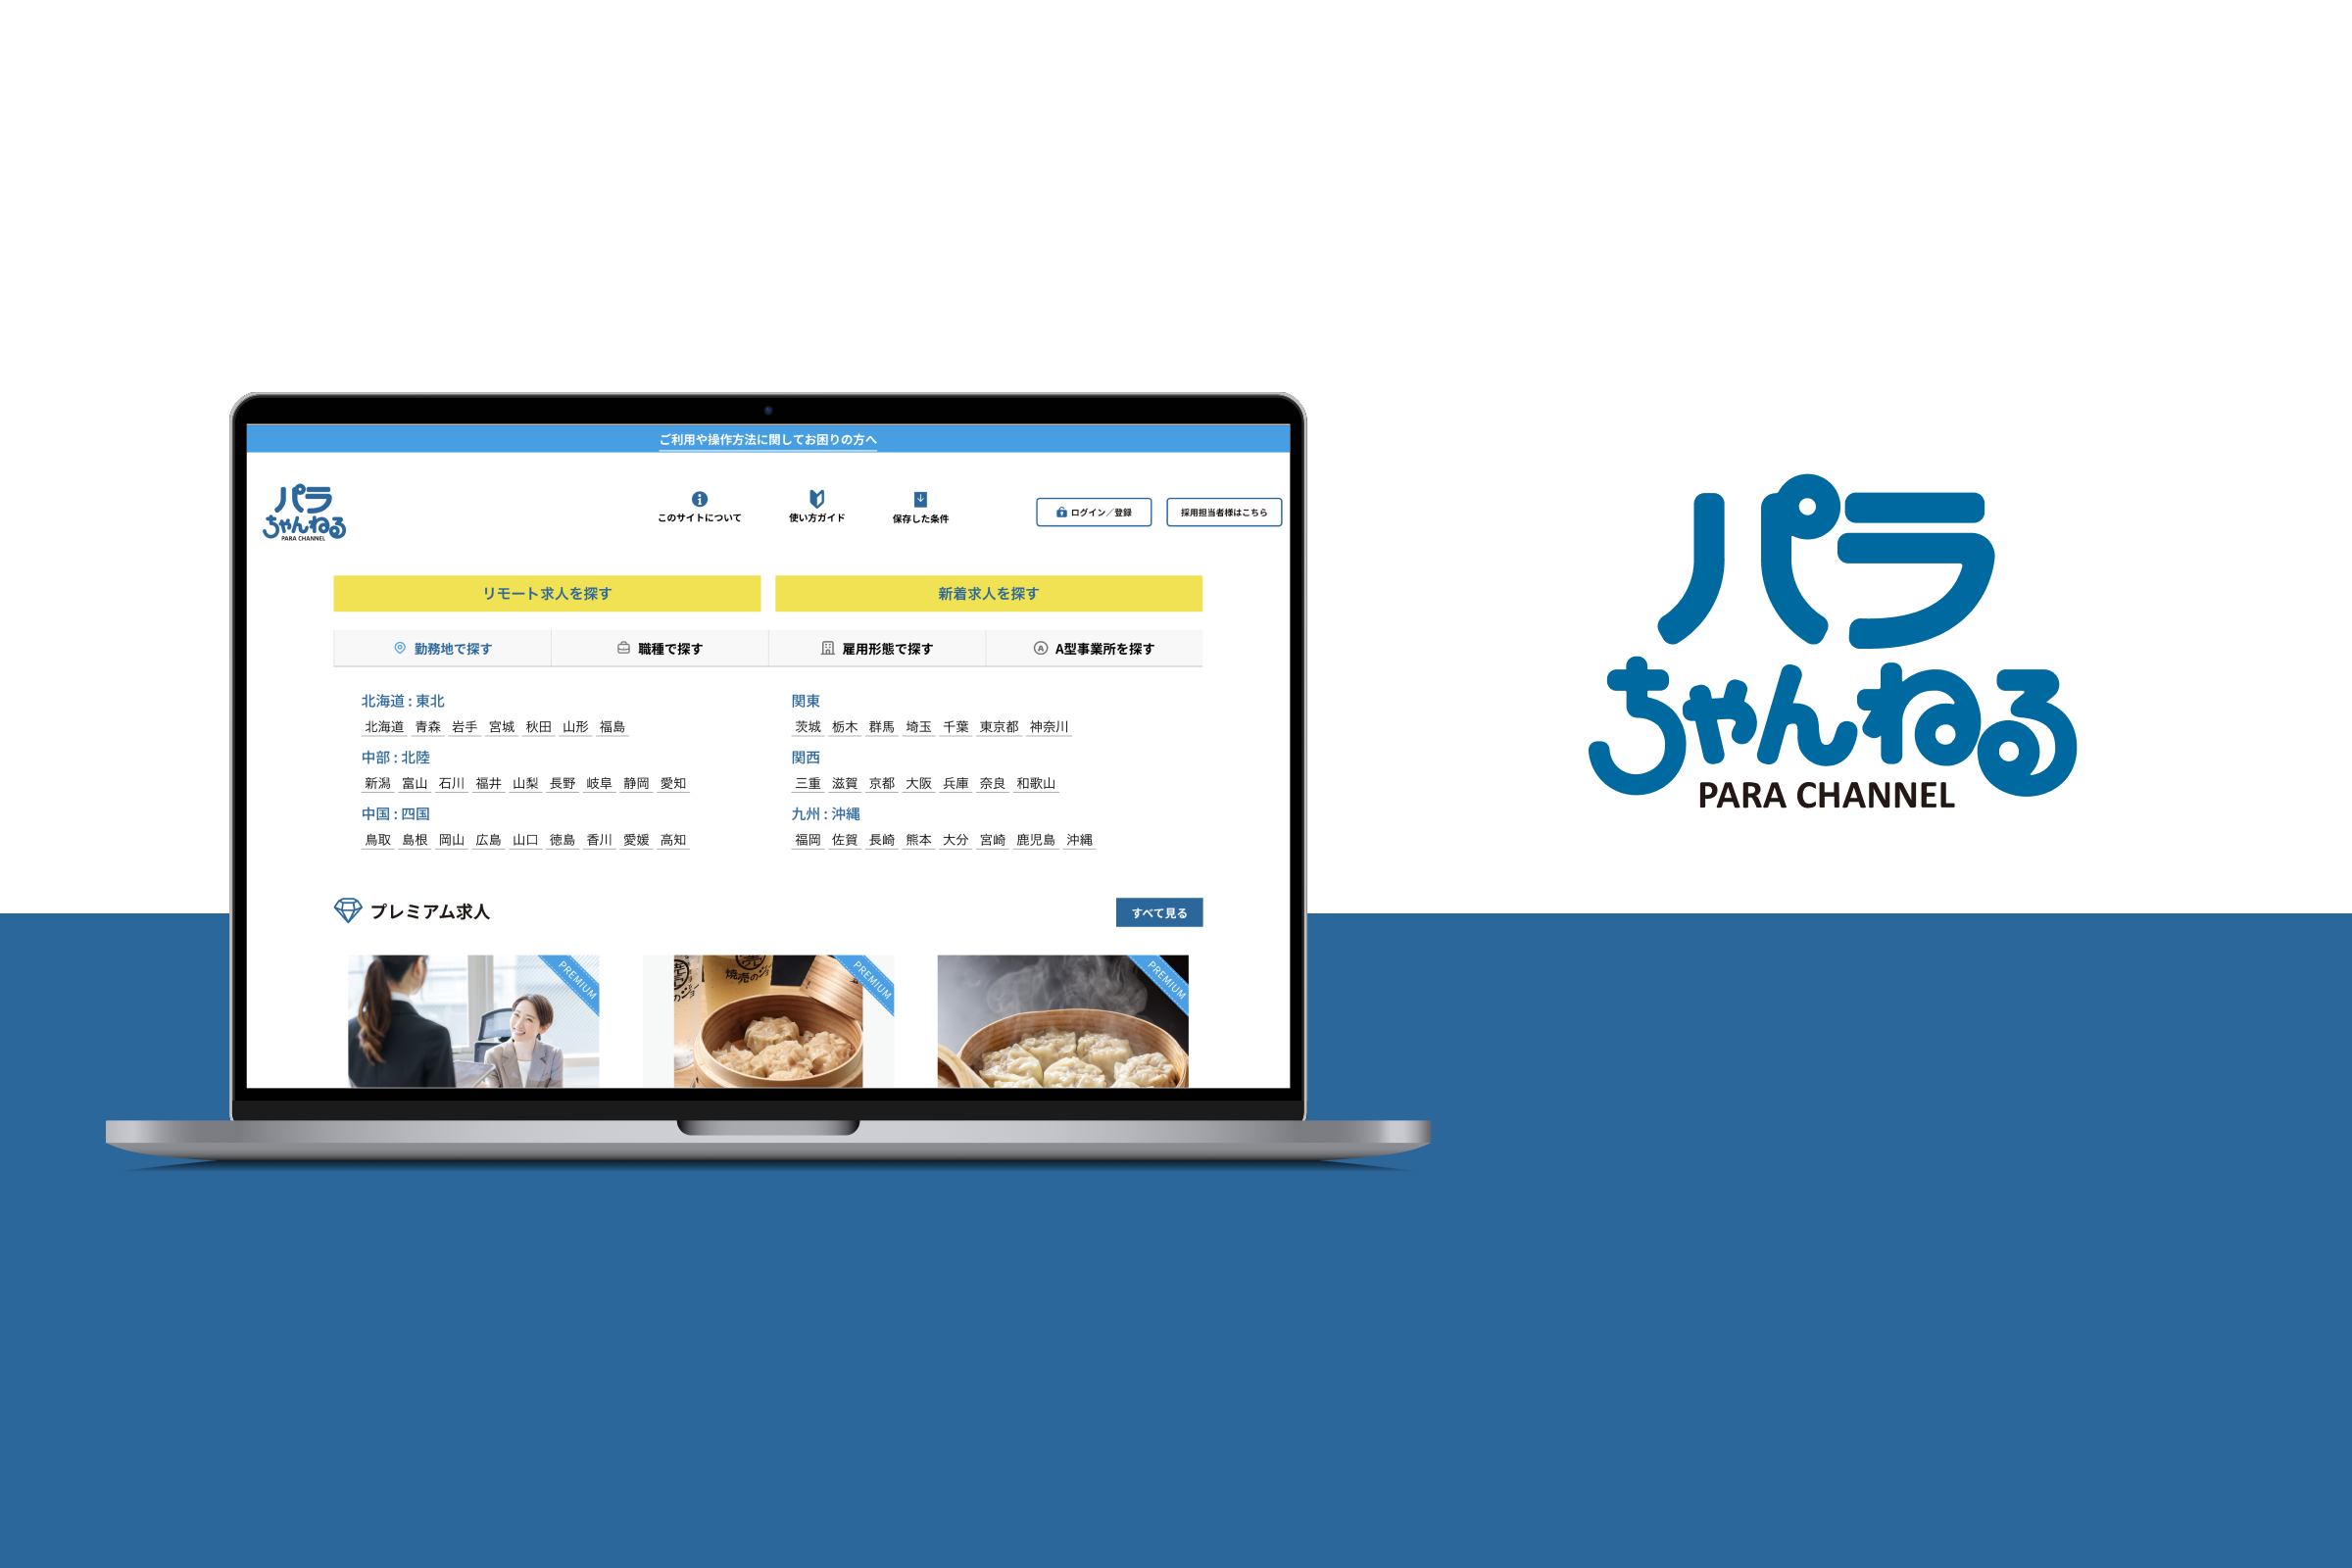 ご利用や操作方法に関してお困りの方へ
パラ
ちゃんねる
PARA CHANNEL
このサイトについて
使い方ガイド
保存した条件
ログイン／登録
採用担当者様はこちら
リモート求人を探す
新着求人を探す
勤務地で探す
職種で探す
雇用形態で探す
A型事業所を探す
北海道 : 東北
北海道 青森 岩手 宮城 秋田 山形 福島
中部 : 北陸
新潟 富山 石川 福井 山梨 長野 岐阜 静岡 愛知
中国 : 四国
鳥取 島根 岡山 広島 山口 徳島 香川 愛媛 高知
関東
茨城 栃木 群馬 埼玉 千葉 東京都 神奈川
関西
三重 滋賀 京都 大阪 兵庫 奈良 和歌山
九州 : 沖縄
福岡 佐賀 長崎 熊本 大分 宮崎 鹿児島 沖縄
プレミアム求人
すべて見る
PREMIUM
焼売の
PREMIUM
PREMIUM
パラ
ちゃんねる
PARA CHANNEL